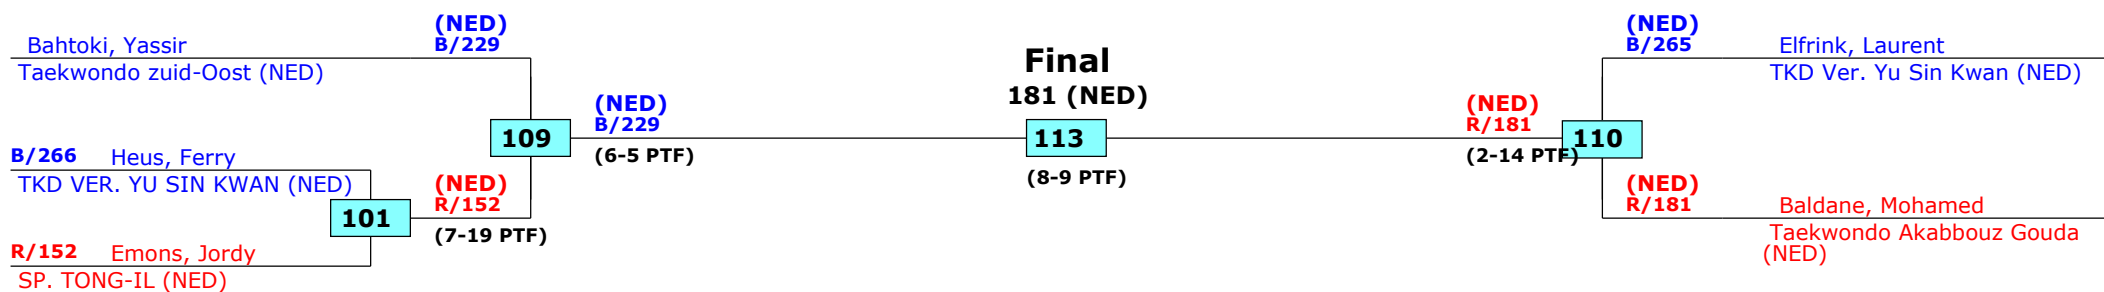 (NED)
B/229
Bahtoki, Yassir
Taekwondo zuid-Oost (NED)
B/266 Heus, Ferry
TKD VER. YU SIN KWAN (NED)
101
R/152 Emons, Jordy
SP. TONG-IL (NED)
(NED)
R/152
(7-19 PTF)
109
(NED)
B/229
(6-5 PTF)
Final
181 (NED)
113
(8-9 PTF)
(NED)
R/181
(2-14 PTF)
110
(NED)
B/265
Elfrink, Laurent
TKD Ver. Yu Sin Kwan (NED)
(NED)
R/181
Baldane, Mohamed
Taekwondo Akabbouz Gouda
(NED)